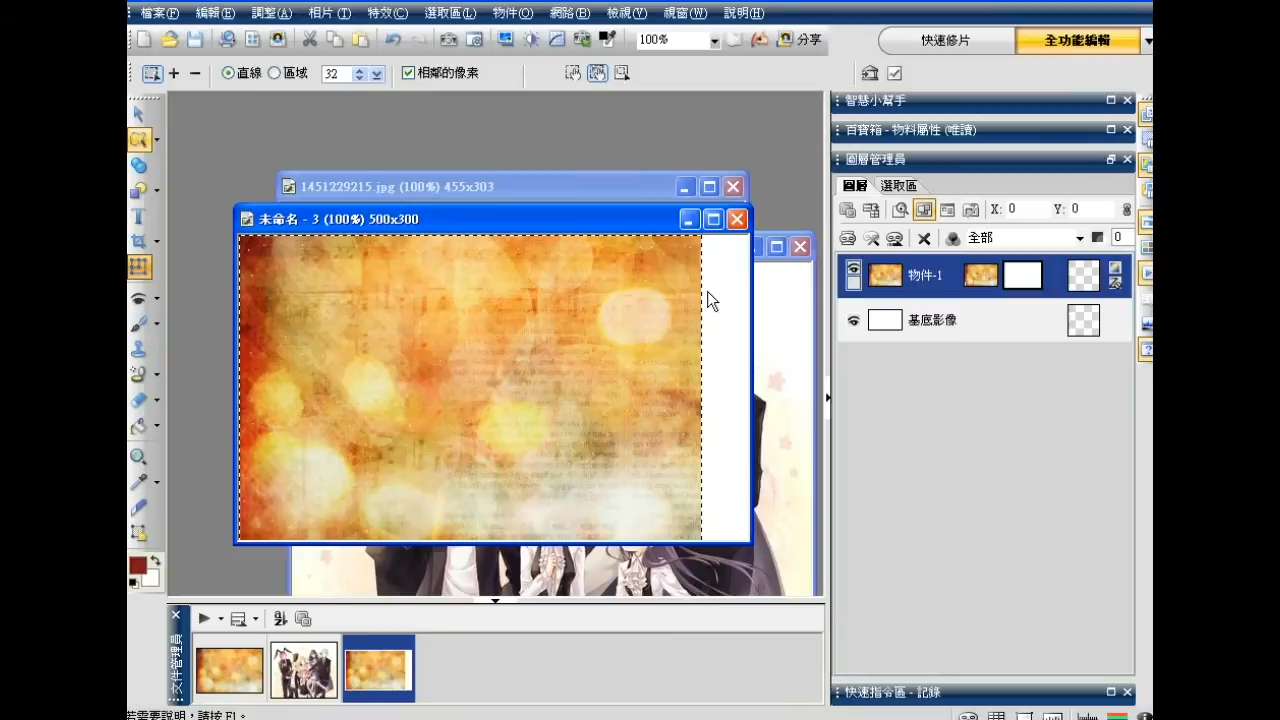 檔案(F) 編輯(E) 調整(A) 相片(I) 特效(C) 選取區(L) 物件(O) 網路(B) 檢視(V) 視窗(W) 說明(H)
100% 分享 快速修片 全功能編輯
直線 區域 32 相鄰的像素
智慧小幫手
百寶箱 - 物料屬性 (唯讀)
圖層管理員
1451229215.jpg (100%) 455x303
圖層 選取區
X: 0 Y: 0
未命名 - 3 (100%) 500x300
全部 0
物件-1
基底影像
文件管理員
快速指令區 - 記錄
若需要說明，請按 F1。